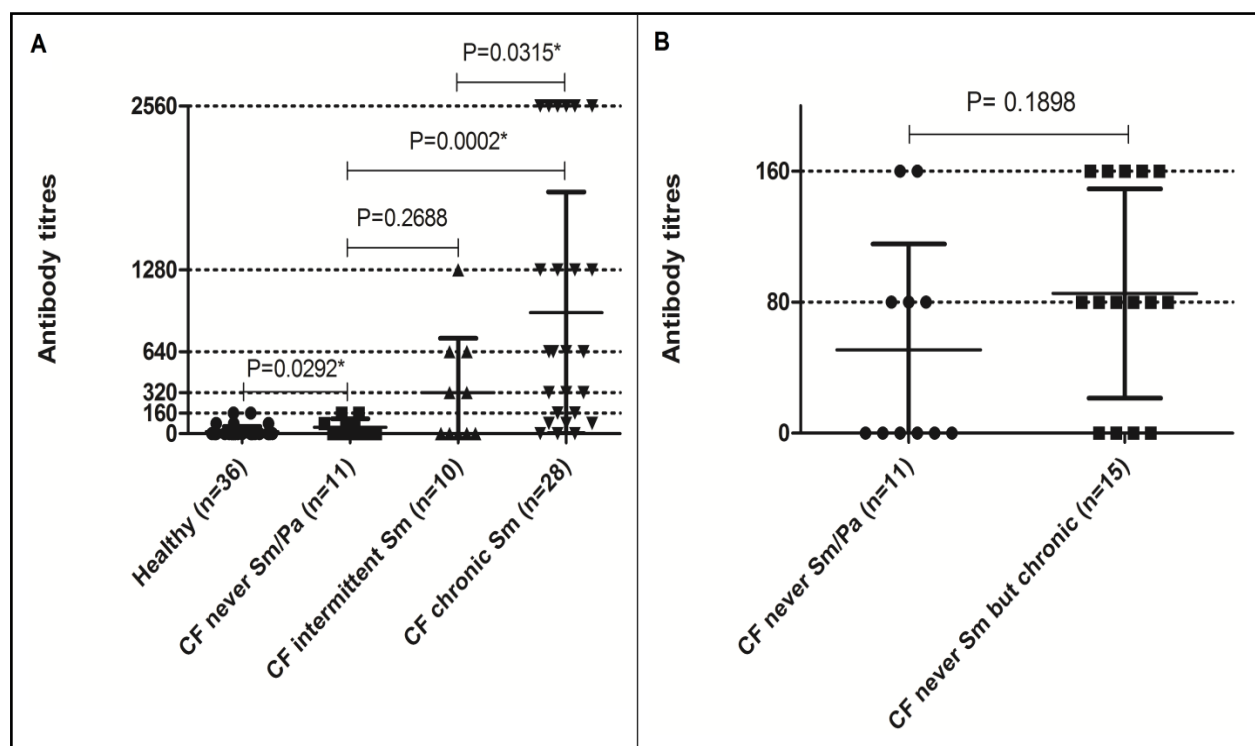 A
P=0.0315*
2560
P=0.0002*
P=0.2688
1280
640
P=0.0292*
320
160
0
Antibody titres
Healthy (n=36)
CF never Sm/Pa (n=11)
CF intermittent Sm (n=10)
CF chronic Sm (n=28)
B
P= 0.1898
160
80
0
Antibody titres
CF never Sm/Pa (n=11)
CF never Sm but chronic (n=15)